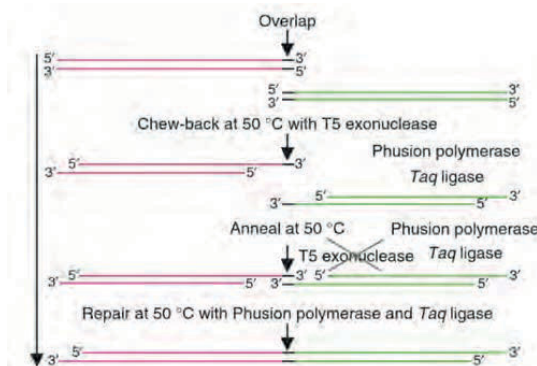 Overlap
5′ 3′
3′ 5′
5′ 3′
3′ 5′
Chew-back at 50 °C with T5 exonuclease
Phusion polymerase
5′ 3′
3′ 5′
Taq ligase
5′ 3′
3′ 5′
Anneal at 50 °C Phusion polymerase
T5 exonuclease Taq ligase
5′ 3′ 5′ 3′
3′ 5′ 3′ 5′
Repair at 50 °C with Phusion polymerase and Taq ligase
5′ 3′
3′ 5′